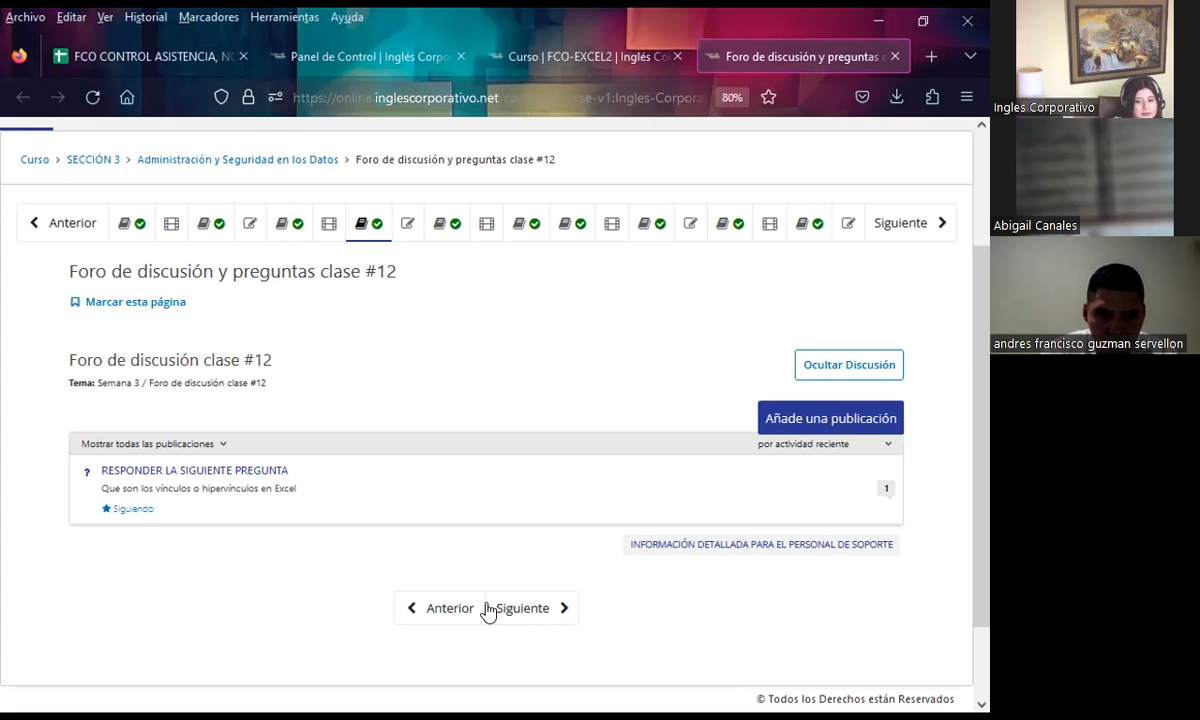 Archivo Editar Ver Historial Marcadores Herramientas Ayuda
FCO CONTROL ASISTENCIA, NO
Panel de Control | Inglés Corpo
Curso | FCO-EXCEL2 | Inglés Co
Foro de discusión y preguntas c
https://online.inglescorporativo.net/
80%
Curso > SECCIÓN 3 > Administración y Seguridad en los Datos > Foro de discusión y preguntas clase #12
Anterior
Siguiente
Foro de discusión y preguntas clase #12
Marcar esta página
Foro de discusión clase #12
Ocultar Discusión
Tema: Semana 3 / Foro de discusión clase #12
Añade una publicación
Mostrar todas las publicaciones
por actividad reciente
? RESPONDER LA SIGUIENTE PREGUNTA
Que son los vínculos o hipervínculos en Excel
1
Siguiendo
INFORMACIÓN DETALLADA PARA EL PERSONAL DE SOPORTE
Anterior
Siguiente
© Todos los Derechos están Reservados
Ingles Corporativo
Abigail Canales
andres francisco guzman servellon